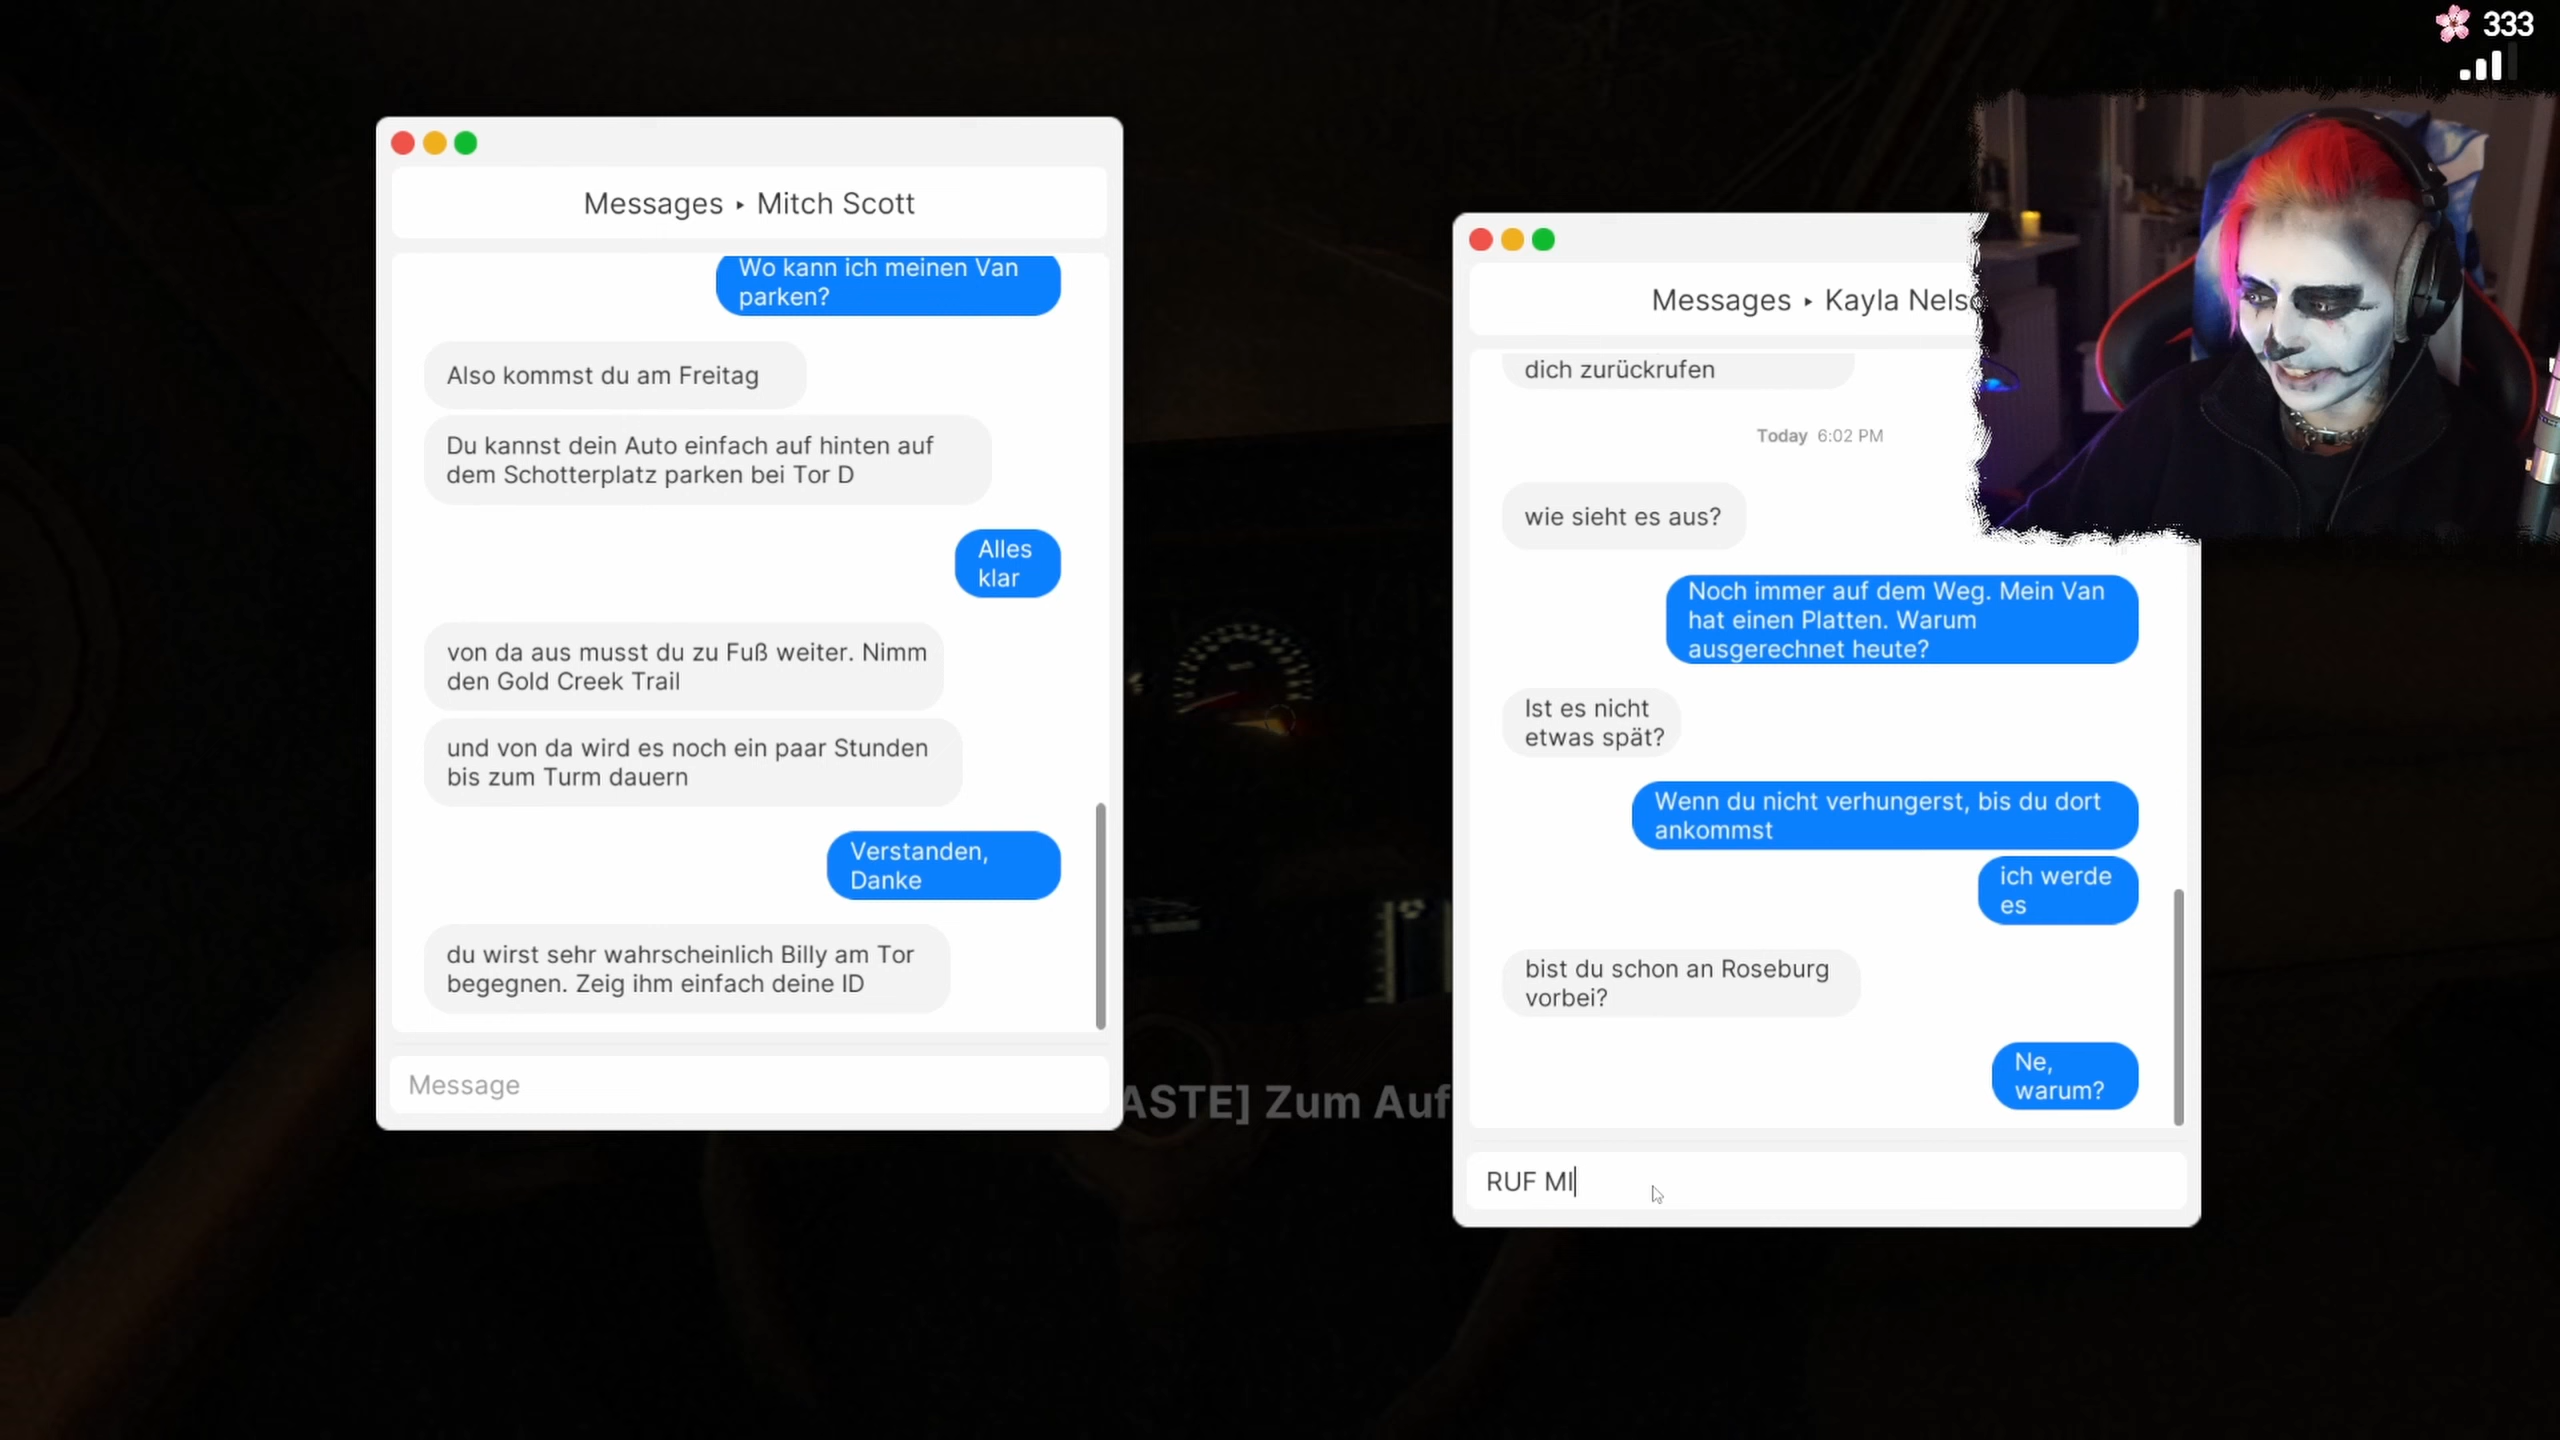 333
Messages ▸ Mitch Scott
Wo kann ich meinen Van
parken?
Also kommst du am Freitag
Du kannst dein Auto einfach auf hinten auf
dem Schotterplatz parken bei Tor D
Alles
klar
von da aus musst du zu Fuß weiter. Nimm
den Gold Creek Trail
und von da wird es noch ein paar Stunden
bis zum Turm dauern
Verstanden,
Danke
du wirst sehr wahrscheinlich Billy am Tor
begegnen. Zeig ihm einfach deine ID
Message
ASTE] Zum Auf
Messages ▸ Kayla Nels
dich zurückrufen
Today 6:02 PM
wie sieht es aus?
Noch immer auf dem Weg. Mein Van
hat einen Platten. Warum
ausgerechnet heute?
Ist es nicht
etwas spät?
Wenn du nicht verhungerst, bis du dort
ankommst
ich werde
es
bist du schon an Roseburg
vorbei?
Ne,
warum?
RUF MI